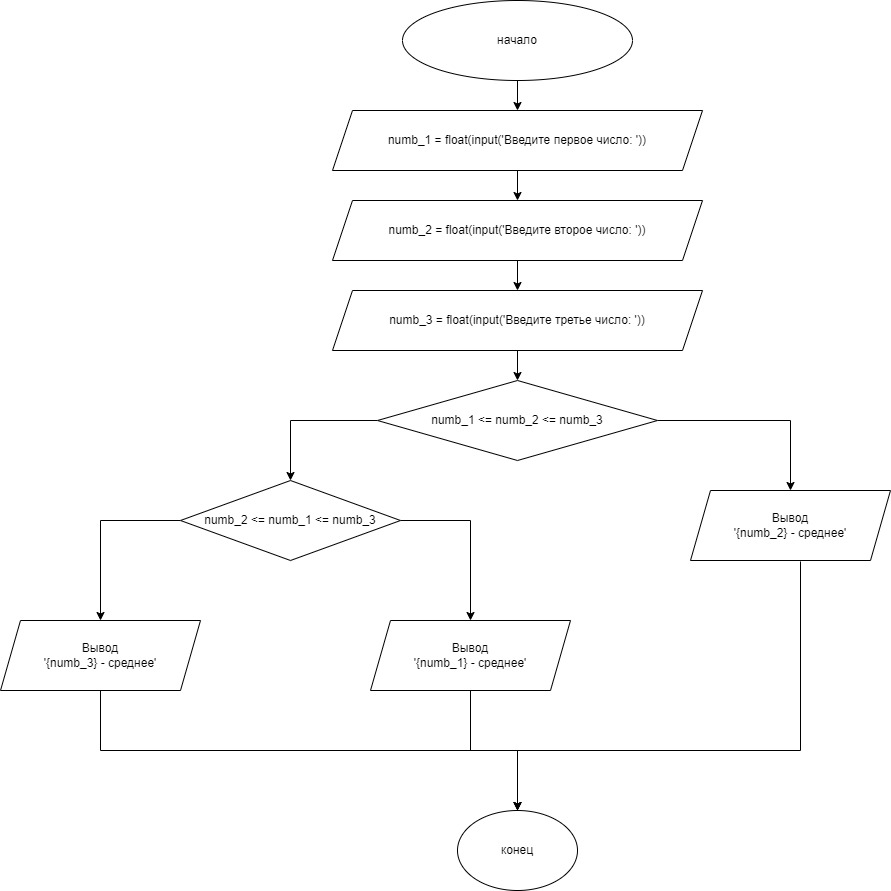 начало
numb_1 = float(input('Введите первое число: '))
numb_2 = float(input('Введите второе число: '))
numb_3 = float(input('Введите третье число: '))
numb_1 <= numb_2 <= numb_3
numb_2 <= numb_1 <= numb_3
Вывод
'{numb_2} - среднее'
Вывод
'{numb_3} - среднее'
Вывод
'{numb_1} - среднее'
конец